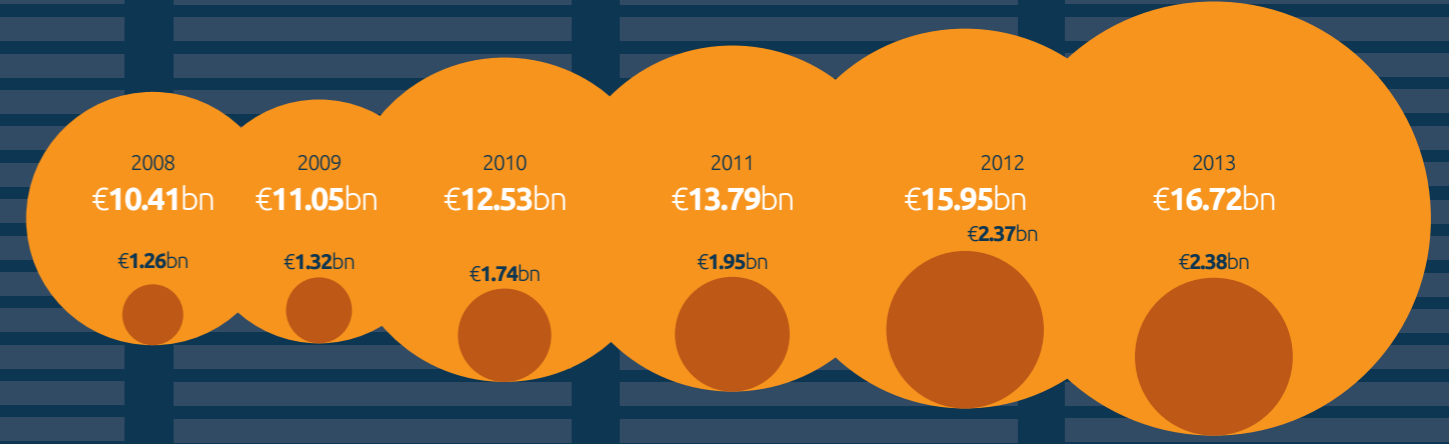 2008
€10.41bn
€1.26bn
2009
€11.05bn
€1.32bn
2010
€12.53bn
€1.74bn
2011
€13.79bn
€1.95bn
2012
€15.95bn
€2.37bn
2013
€16.72bn
€2.38bn